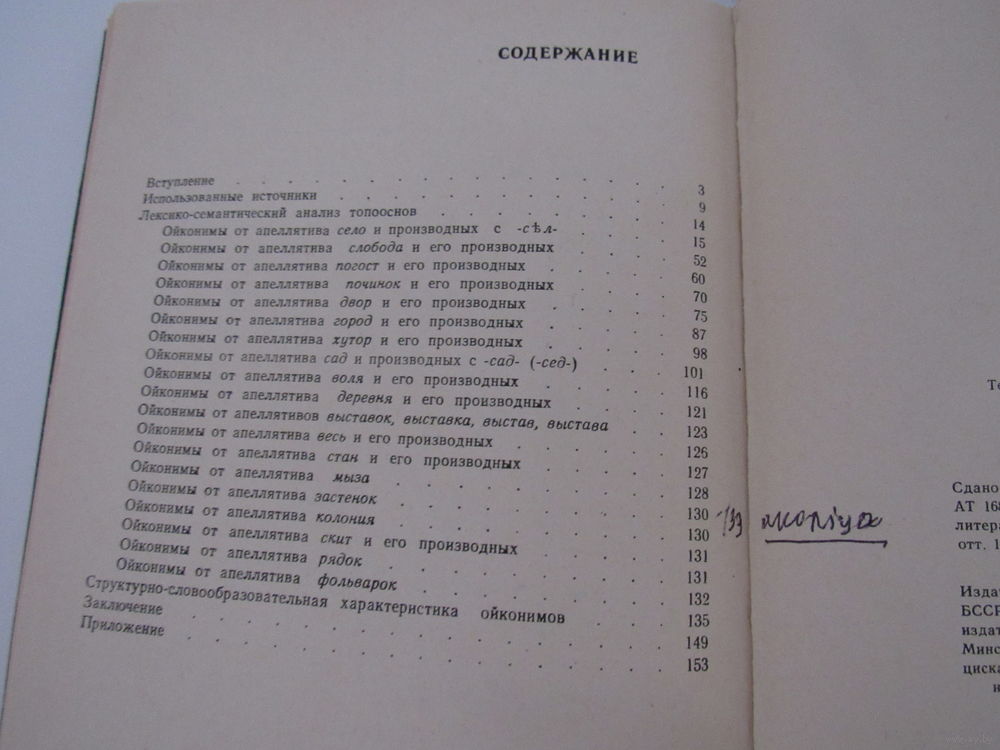 СОДЕРЖАНИЕ
Вступление . . . . . . . . . . . . 3
Использованные источники . . . . . . . . . 9
Лексико-семантический анализ топооснов . . . . . . 14
Ойконимы от апеллятива село и производных с -сѣл- . . . 15
Ойконимы от апеллятива слобода и его производных . . . 52
Ойконимы от апеллятива погост и его производных . . . . 60
Ойконимы от апеллятива починок и его производных . . . 70
Ойконимы от апеллятива двор и его производных . . . . 75
Ойконимы от апеллятива город и его производных . . . . 87
Ойконимы от апеллятива хутор и его производных . . . . 98
Ойконимы от апеллятива сад и производных с -сад- (-сед-) . . . 101
Ойконимы от апеллятива воля и его производных . . . . 116
Ойконимы от апеллятива деревня и его производных . . . 121
Ойконимы от апеллятивов выставок, выставка, выстав, выстава . . 123
Ойконимы от апеллятива весь и его производных . . . . 126
Ойконимы от апеллятива стан и его производных . . . . 127
Ойконимы от апеллятива мыза . . . . . . . 128
Ойконимы от апеллятива застенок . . . . . . . 130
Ойконимы от апеллятива колония . . . . . . . 130
Ойконимы от апеллятива скит и его производных . . . . 131
Ойконимы от апеллятива рядок . . . . . . . 131
Ойконимы от апеллятива фольварок . . . . . . 132
Структурно-словообразовательная характеристика ойконимов . . . 135
Заключение . . . . . . . . . . . . 149
Приложение . . . . . . . . . . . . 153
Сдано
АТ 168
литера
отт. 1
Издат
БССР
издат
Минс
циска